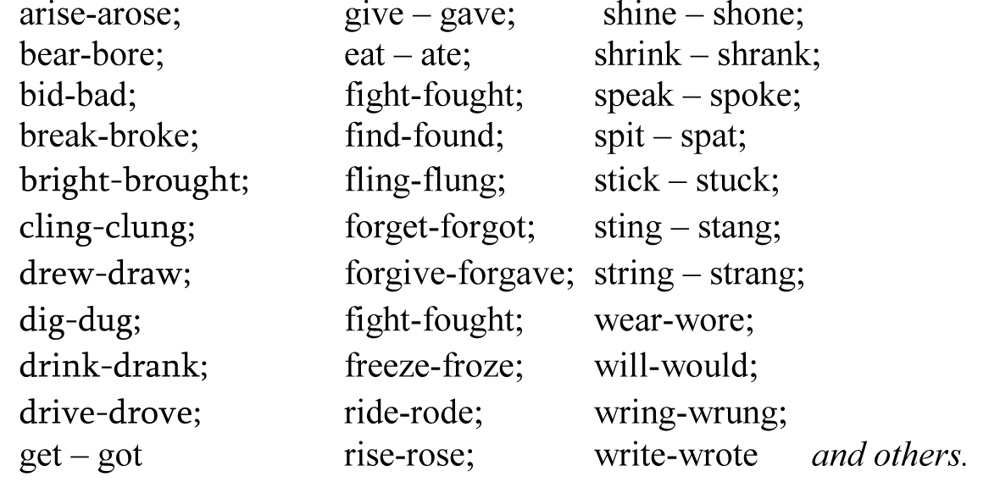 arise-arose; give – gave; shine – shone;
bear-bore; eat – ate; shrink – shrank;
bid-bad; fight-fought; speak – spoke;
break-broke; find-found; spit – spat;
bright-brought; fling-flung; stick – stuck;
cling-clung; forget-forgot; sting – stang;
drew-draw; forgive-forgave; string – strang;
dig-dug; fight-fought; wear-wore;
drink-drank; freeze-froze; will-would;
drive-drove; ride-rode; wring-wrung;
get – got rise-rose; write-wrote and others.